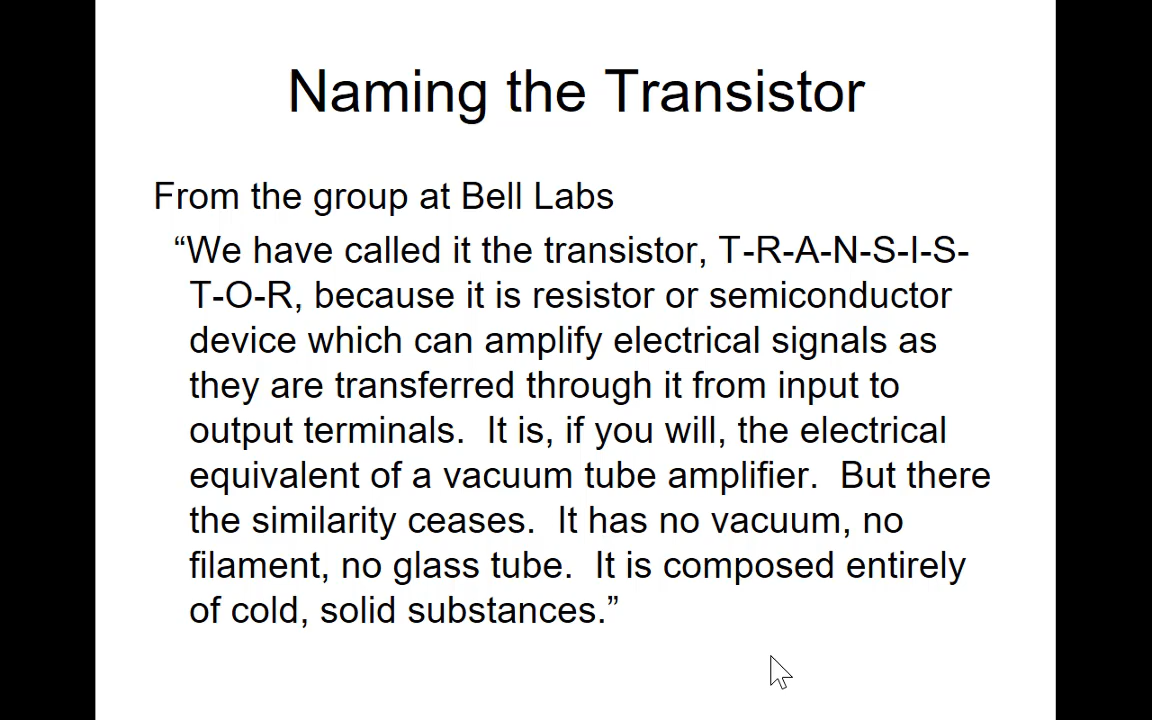 Naming the Transistor
From the group at Bell Labs
“We have called it the transistor, T-R-A-N-S-I-S-
T-O-R, because it is resistor or semiconductor
device which can amplify electrical signals as
they are transferred through it from input to
output terminals.  It is, if you will, the electrical
equivalent of a vacuum tube amplifier.  But there
the similarity ceases.  It has no vacuum, no
filament, no glass tube.  It is composed entirely
of cold, solid substances.”